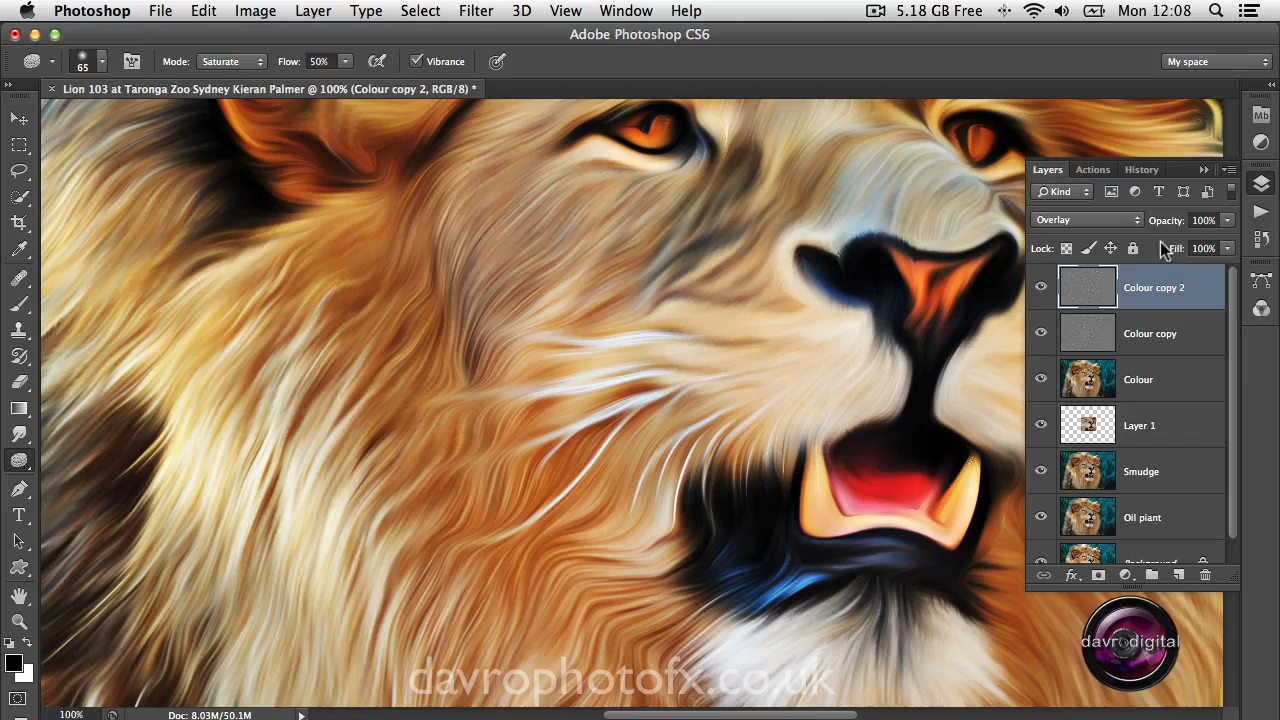 Photoshop File Edit Image Layer Type Select Filter 3D View Window Help 5.18 GB Free Mon 12:08
Adobe Photoshop CS6
65 Mode: Saturate Flow: 50% Vibrance My space
Lion 103 at Taronga Zoo Sydney Kieran Palmer @ 100% (Colour copy 2, RGB/8) *
Mb
Layers Actions History
Kind
Overlay Opacity: 100%
Lock: Fill: 100%
Colour copy 2
Colour copy
Colour
Layer 1
Smudge
Oil piant
Background
fx
davrodigital
davrophotofx.co.uk
100% Doc: 8.03M/50.1M